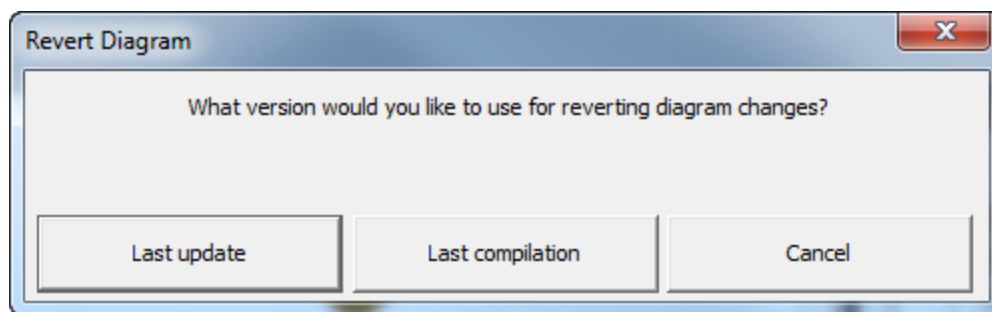 Revert Diagram
What version would you like to use for reverting diagram changes?
Last update
Last compilation
Cancel